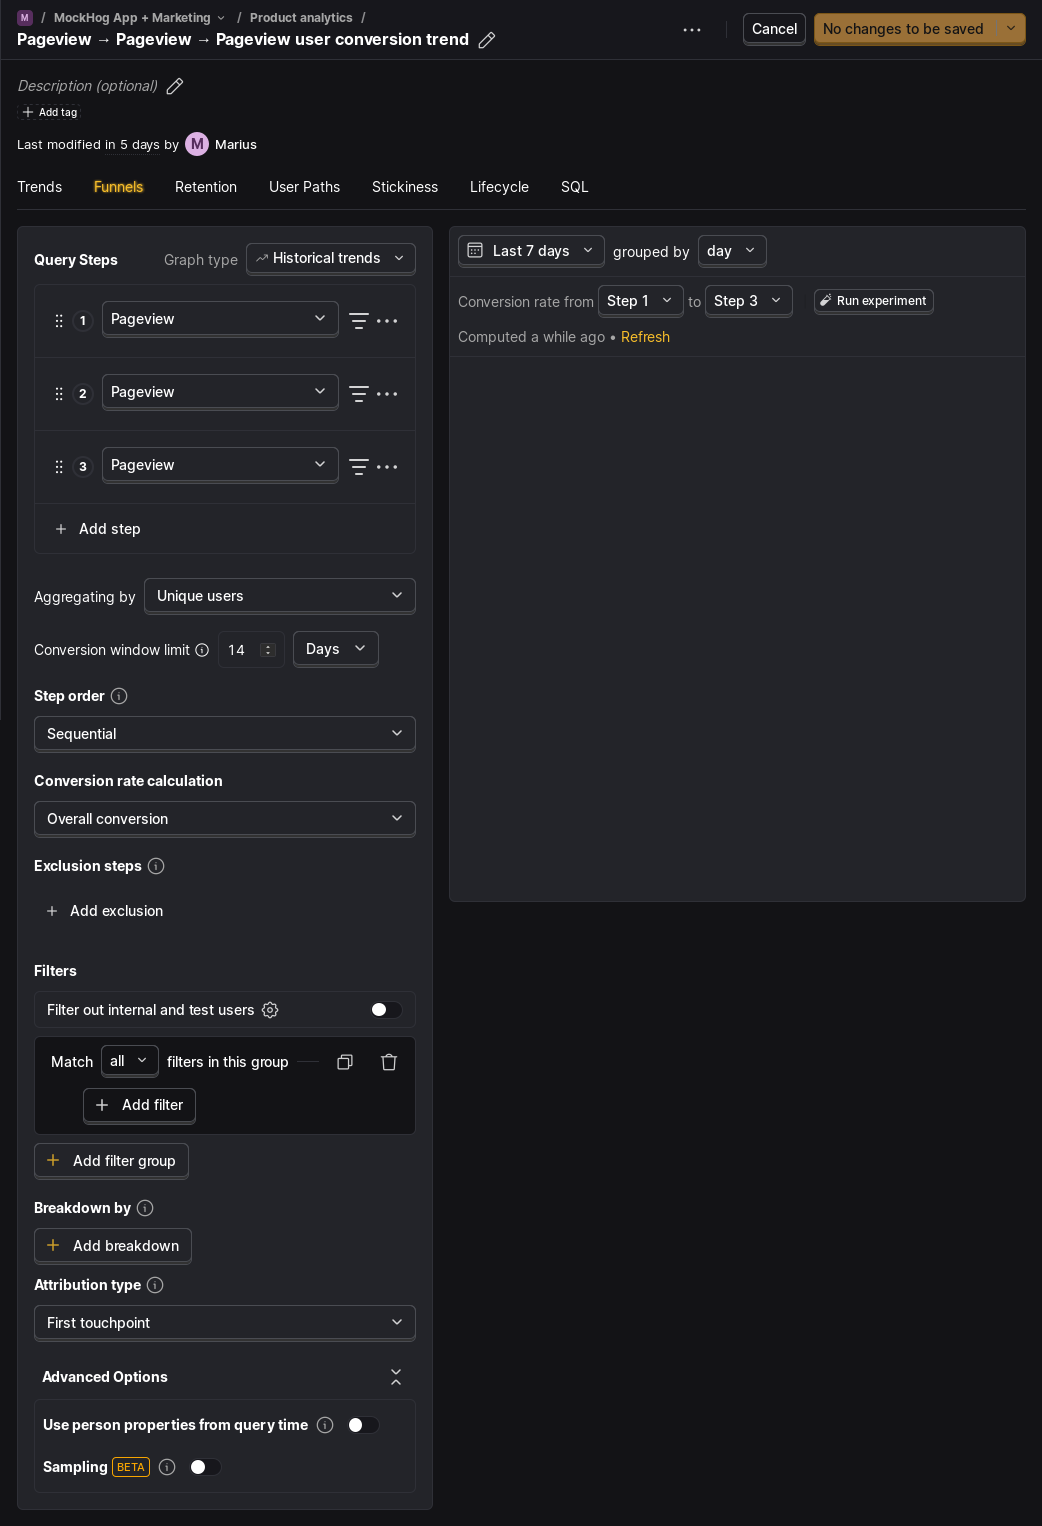 M / MockHog App + Marketing / Product analytics /
Pageview → Pageview → Pageview user conversion trend
Cancel
No changes to be saved
Description (optional)
Add tag
Last modified in 5 days by M Marius
Trends Funnels Retention User Paths Stickiness Lifecycle SQL
Query Steps
Graph type Historical trends
1 Pageview
2 Pageview
3 Pageview
Add step
Aggregating by Unique users
Conversion window limit 14 Days
Step order
Sequential
Conversion rate calculation
Overall conversion
Exclusion steps
Add exclusion
Filters
Filter out internal and test users
Match all filters in this group
Add filter
Add filter group
Breakdown by
Add breakdown
Attribution type
First touchpoint
Advanced Options
Use person properties from query time
Sampling BETA
Last 7 days grouped by day
Conversion rate from Step 1 to Step 3 Run experiment
Computed a while ago • Refresh